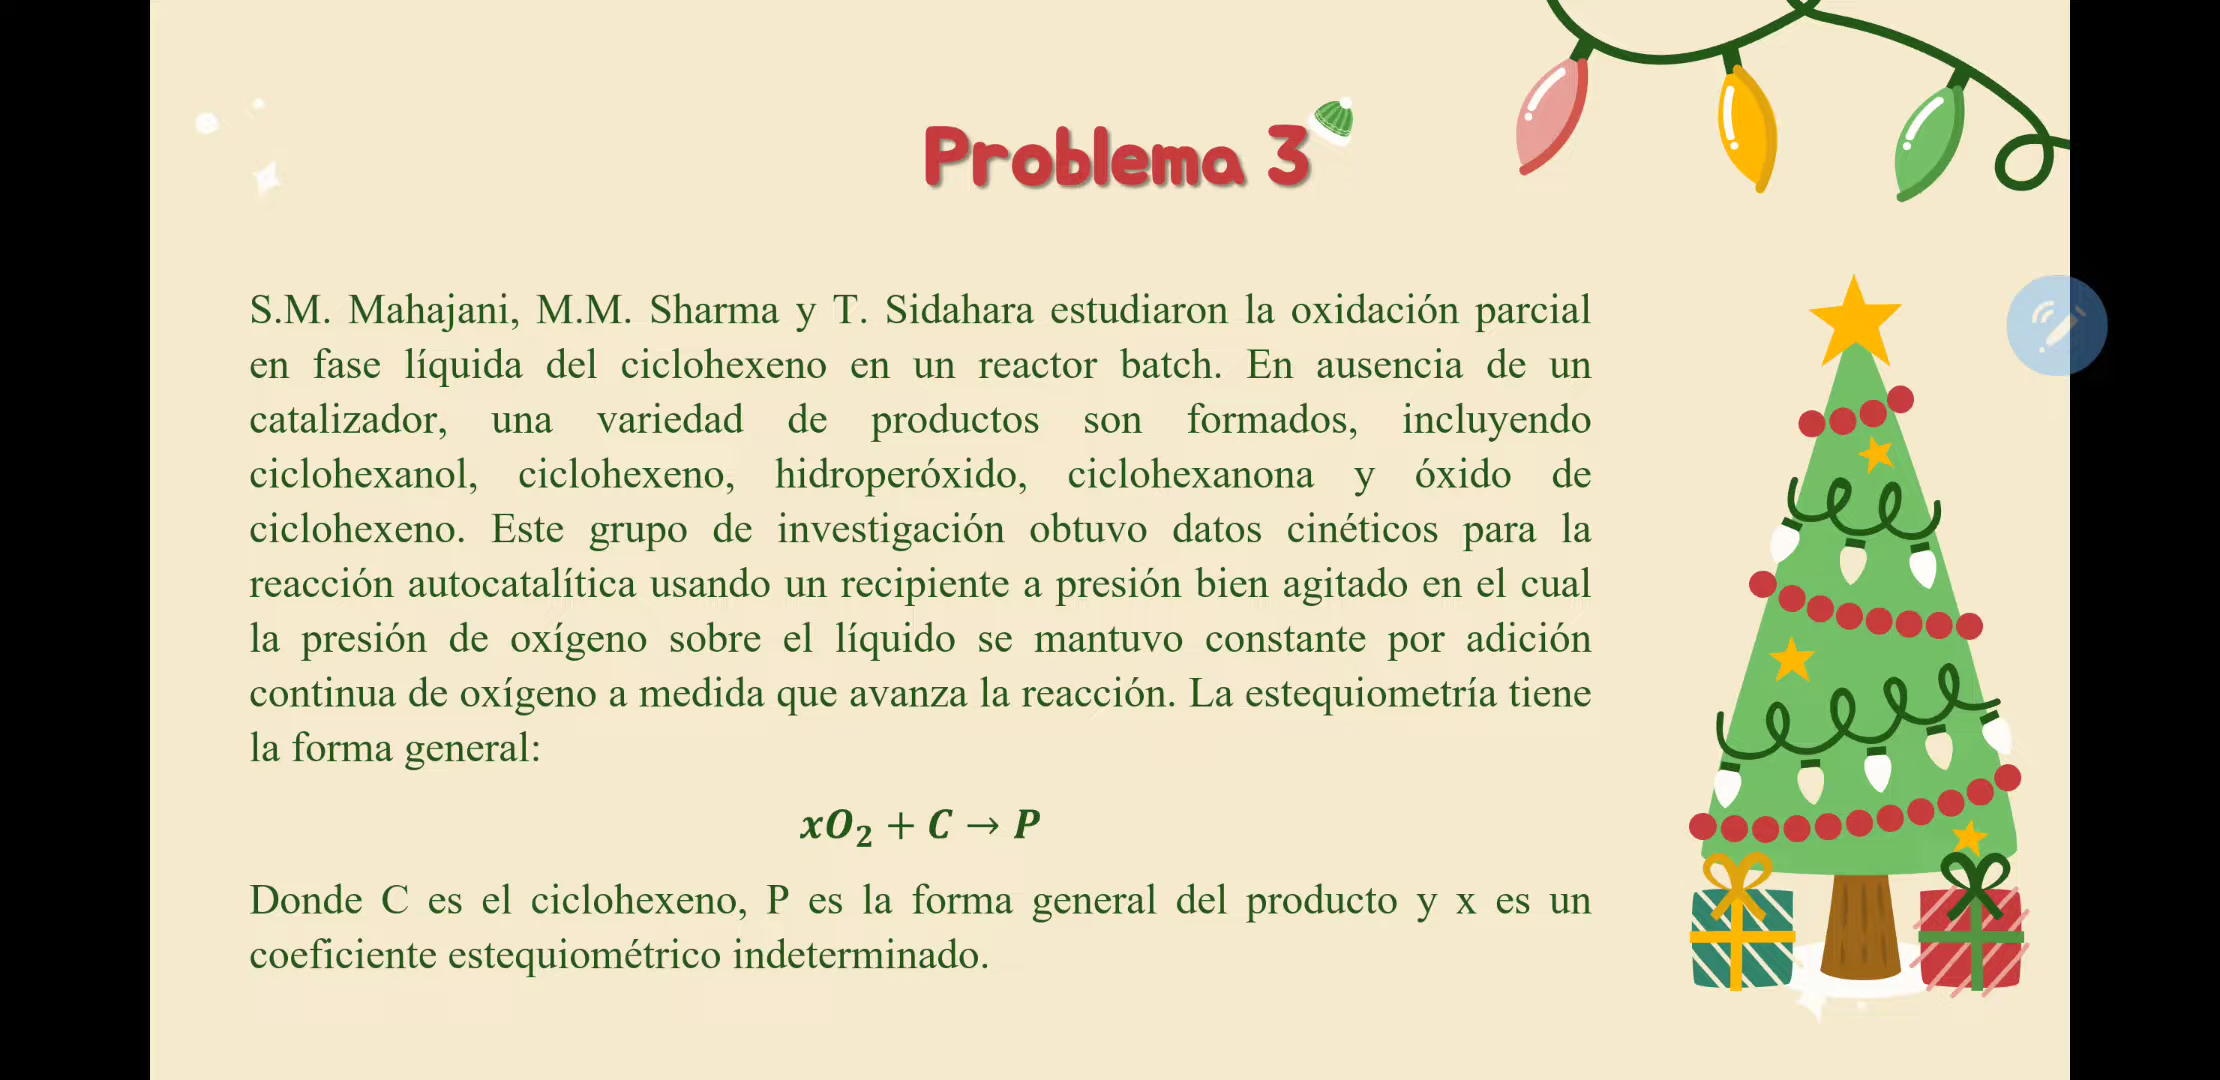 Problema 3
S.M. Mahajani, M.M. Sharma y T. Sidahara estudiaron la oxidación parcial
en fase líquida del ciclohexeno en un reactor batch. En ausencia de un
catalizador, una variedad de productos son formados, incluyendo
ciclohexanol, ciclohexeno, hidroperóxido, ciclohexanona y óxido de
ciclohexeno. Este grupo de investigación obtuvo datos cinéticos para la
reacción autocatalítica usando un recipiente a presión bien agitado en el cual
la presión de oxígeno sobre el líquido se mantuvo constante por adición
continua de oxígeno a medida que avanza la reacción. La estequiometría tiene
la forma general:
xO₂ + C → P
Donde C es el ciclohexeno, P es la forma general del producto y x es un
coeficiente estequiométrico indeterminado.